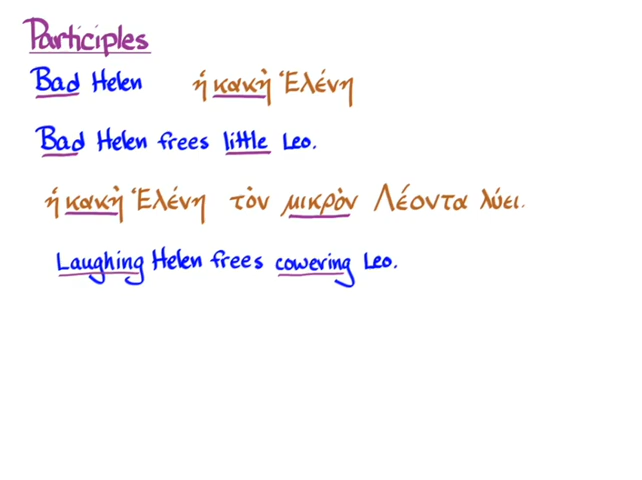 Participles
Bad Helen ἡ κακὴ Ἑλένη
Bad Helen frees little Leo.
ἡ κακὴ Ἑλένη τὸν μικρὸν Λέοντα λύει.
Laughing Helen frees cowering Leo.